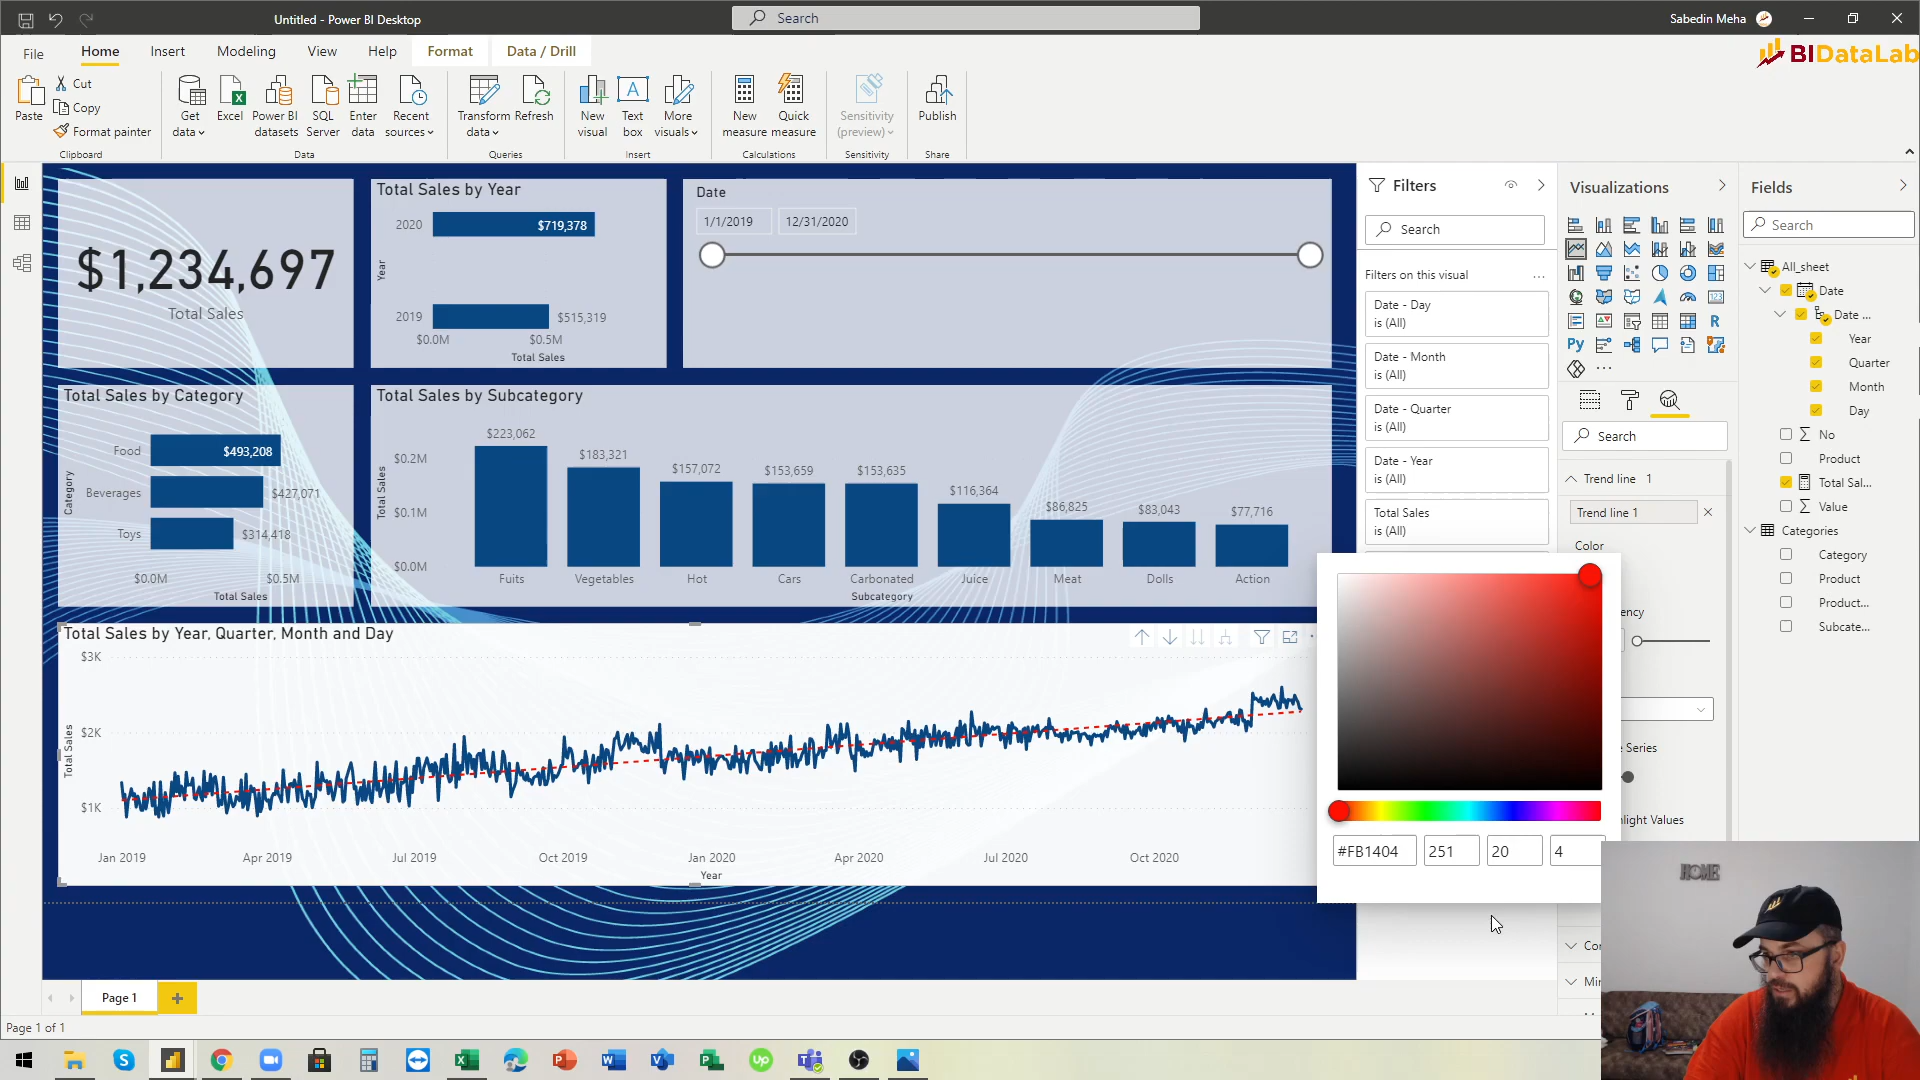 Untitled - Power BI Desktop
Search
Sabedin Meha
File
Home
Insert
Modeling
View
Help
Format
Data / Drill
BIDataLab
Paste
Cut
Copy
Format painter
Clipboard
Get data
Excel
Power BI datasets
SQL Server
Enter data
Recent sources
Data
Transform data
Refresh
Queries
New visual
Text box
More visuals
Insert
New measure
Quick measure
Calculations
Sensitivity (preview)
Sensitivity
Publish
Share
$1,234,697
Total Sales
Total Sales by Year
2020
$719,378
Year
2019
$515,319
$0.0M
$0.5M
Total Sales
Date
1/1/2019
12/31/2020
Total Sales by Category
Category
Food
$493,208
Beverages
$427,071
Toys
$314,418
$0.0M
$0.5M
Total Sales
Total Sales by Subcategory
Total Sales
$0.2M
$0.1M
$0.0M
$223,062
$183,321
$157,072
$153,659
$153,635
$116,364
$86,825
$83,043
$77,716
Fuits
Vegetables
Hot
Cars
Carbonated
Juice
Meat
Dolls
Action
Subcategory
Total Sales by Year, Quarter, Month and Day
Total Sales
$3K
$2K
$1K
Jan 2019
Apr 2019
Jul 2019
Oct 2019
Jan 2020
Apr 2020
Jul 2020
Oct 2020
Year
Filters
Search
Filters on this visual
Date - Day
is (All)
Date - Month
is (All)
Date - Quarter
is (All)
Date - Year
is (All)
Total Sales
is (All)
#FB1404
251
20
4
Visualizations
123
R
Py
Search
Trend line 1
Trend line 1
Color
ency
e Series
hlight Values
Co
Mi
Fields
Search
All_sheet
Date
Date ...
Year
Quarter
Month
Day
No
Product
Total Sal...
Value
Categories
Category
Product
Product...
Subcate...
HOME
Page 1
Page 1 of 1